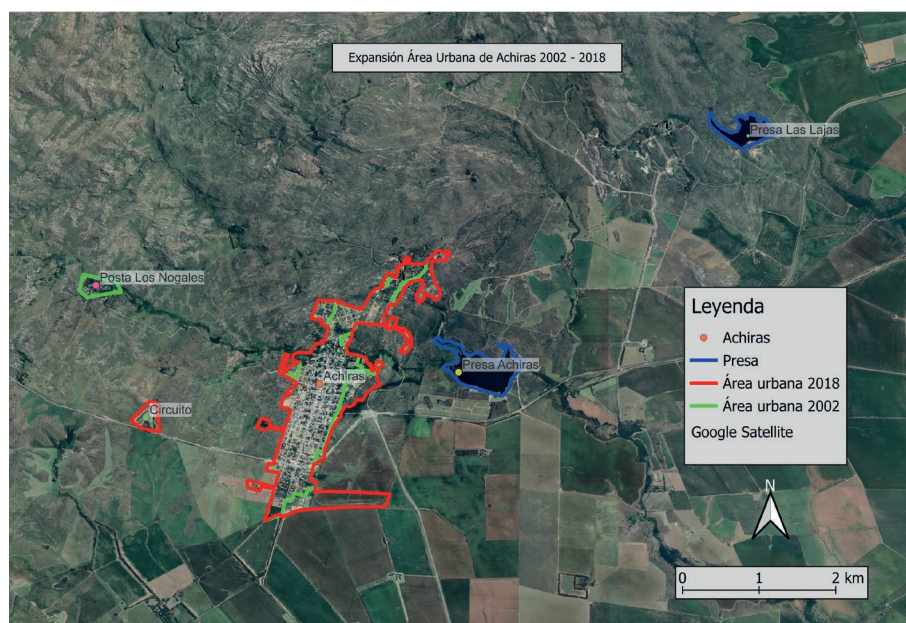 Expansión Área Urbana de Achiras 2002 - 2018
Presa Las Lajas
Posta Los Nogales
Presa Achiras
Achiras
Circuito
Leyenda
Achiras
Presa
Área urbana 2018
Área urbana 2002
Google Satellite
N
0 1 2 km